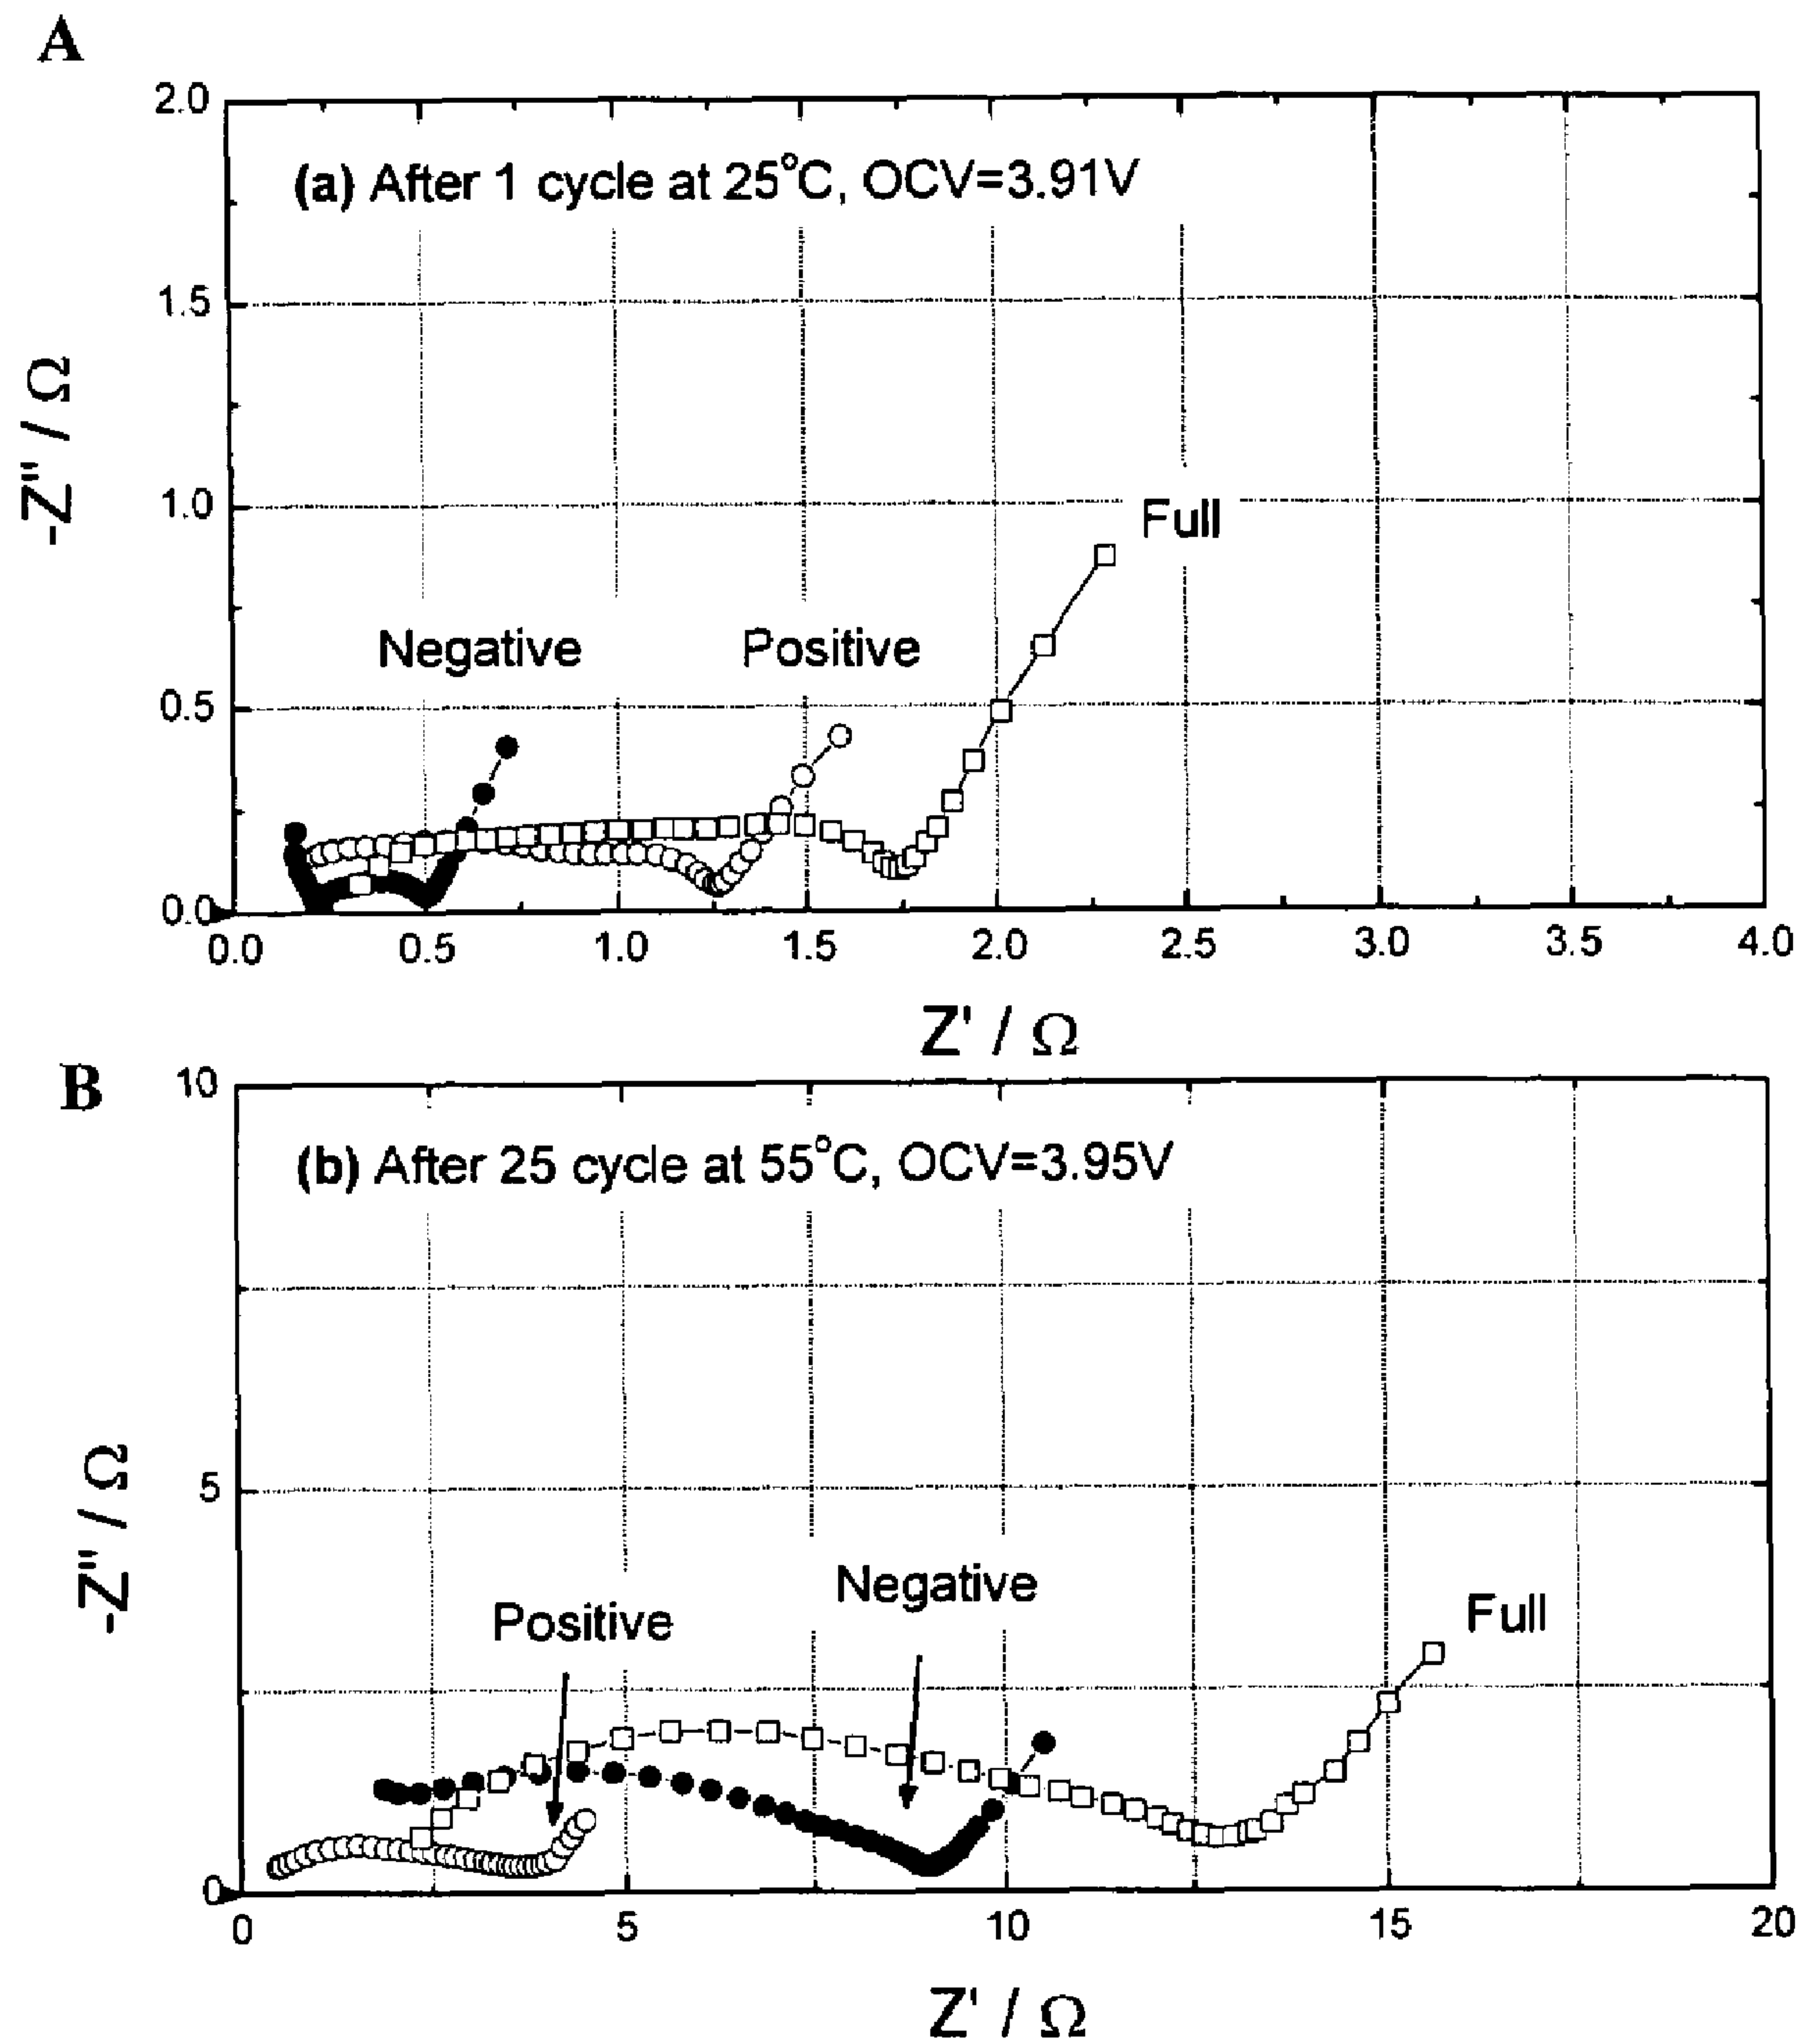 A
2.0
(a) After 1 cycle at 25°C, OCV=3.91V
1.5
-Z" / Ω
1.0
Full
Negative
Positive
0.5
0.0
0.0 0.5 1.0 1.5 2.0 2.5 3.0 3.5 4.0
Z' / Ω
B
10
(b) After 25 cycle at 55°C, OCV=3.95V
5
-Z" / Ω
Negative
Positive
Full
0
0 5 10 15 20
Z' / Ω